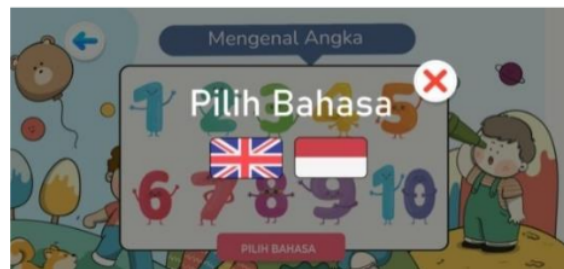 Mengenal Angka
Pilih Bahasa
1 2 3 4 5
6 7 8 9 10
PILIH BAHASA